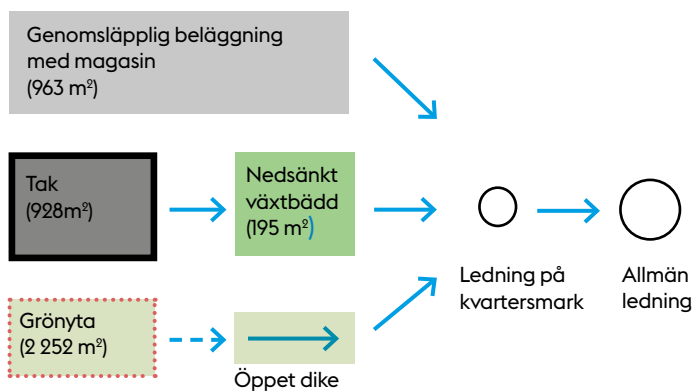 Genomsläpplig beläggning
med magasin
(963 m²)
Tak
(928m²)
Nedsänkt
växtbädd
(195 m²)
Ledning på
kvartersmark
Allmän
ledning
Grönyta
(2 252 m²)
Öppet dike